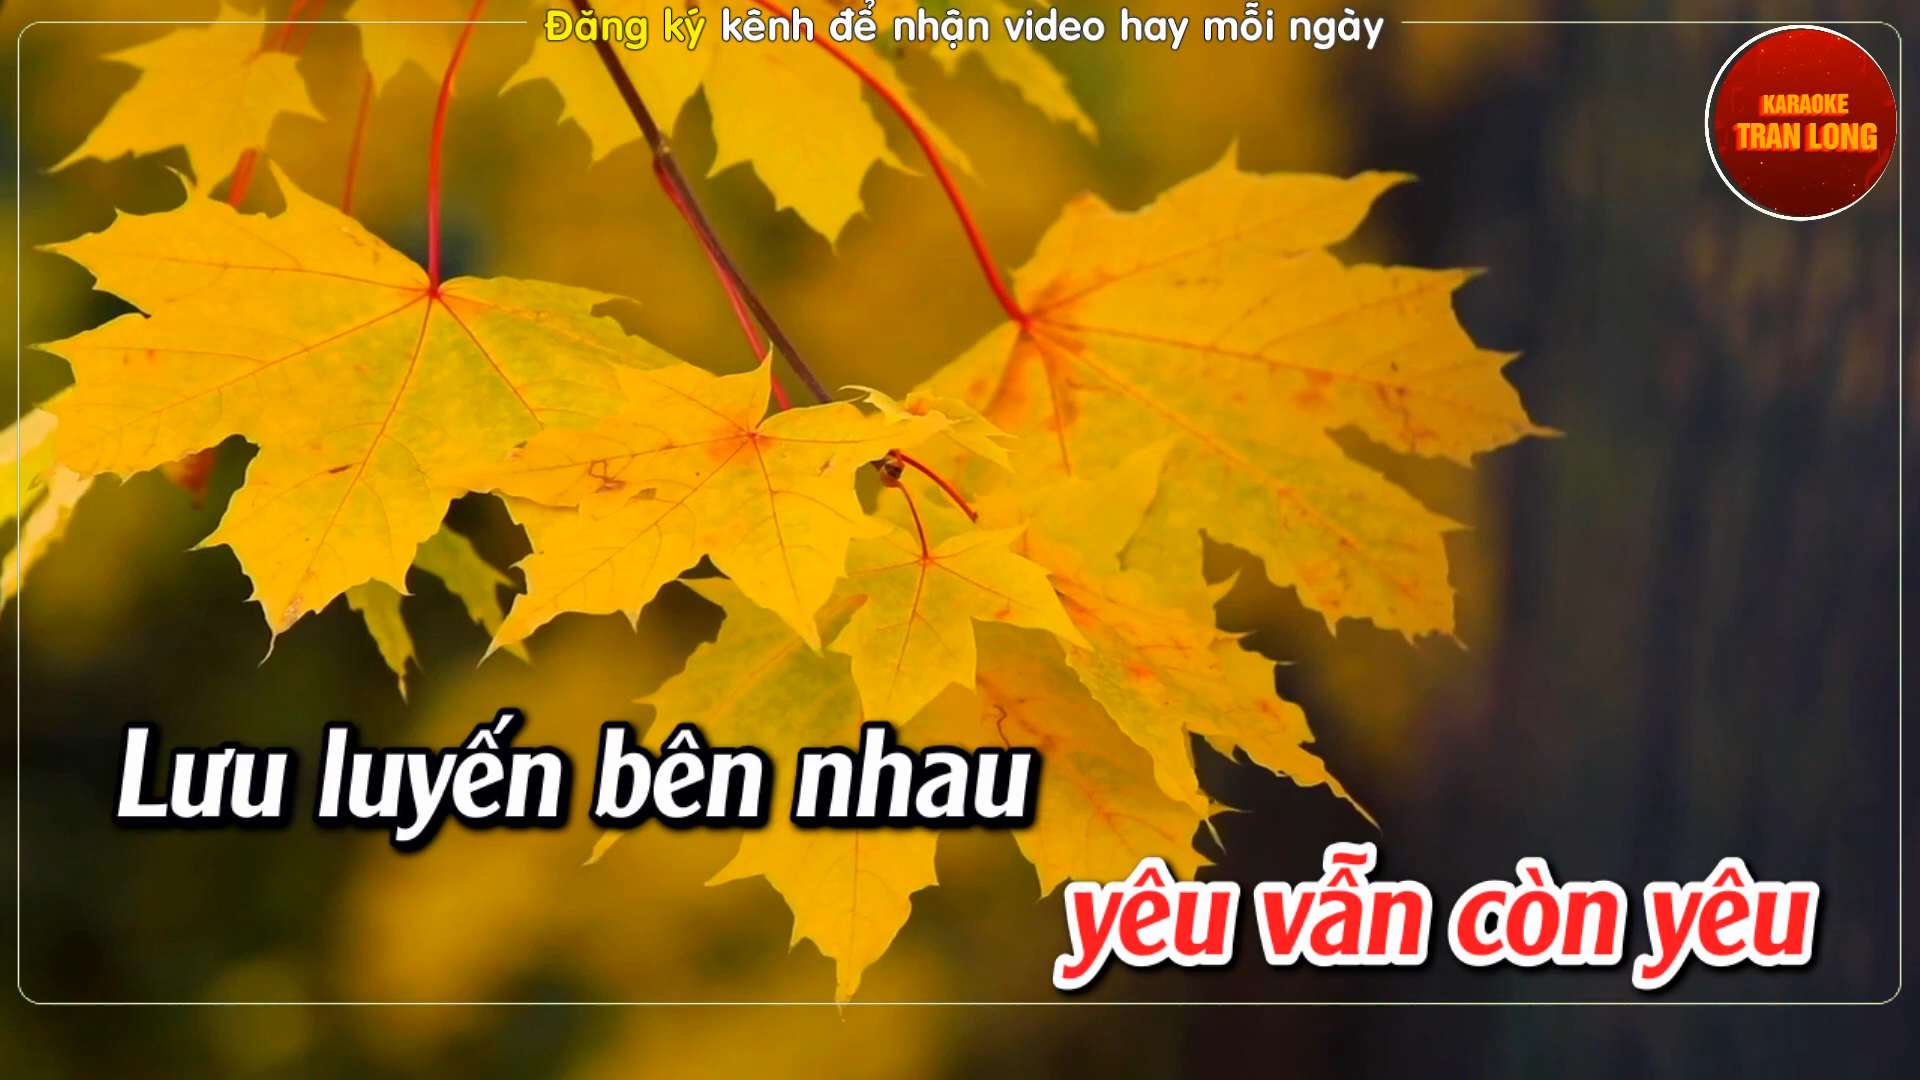 Đăng ký kênh để nhận video hay mỗi ngày
KARAOKE
TRAN LONG
Lưu luyến bên nhau
yêu vẫn còn yêu